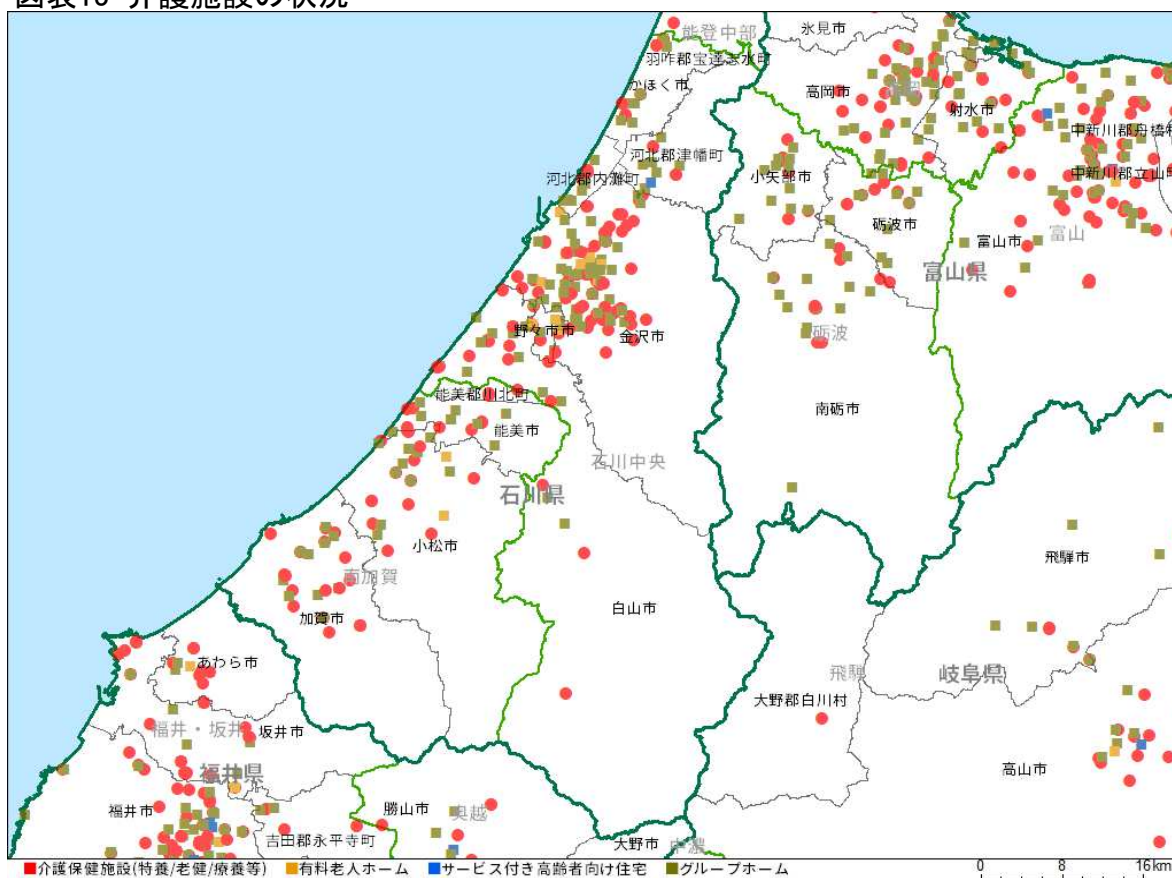 図表10 介護施設の状況
能登中部
氷見市
羽咋郡宝達志水町
かほく市
高岡市
高岡
射水市
中新川郡舟橋村
河北郡津幡町
小矢部市
中新川郡立山町
河北郡内灘町
砺波市
富山市
富山
富山県
野々市市
金沢市
砺波
能美郡川北町
南砺市
能美市
石川中央
石川県
小松市
飛騨市
南加賀
白山市
加賀市
あわら市
飛騨
岐阜県
大野郡白川村
福井・坂井
坂井市
福井県
高山市
福井市
勝山市
奥越
吉田郡永平寺町
大野市
中濃
介護保健施設(特養/老健/療養等) 有料老人ホーム サービス付き高齢者向け住宅 グループホーム
0 8 16km